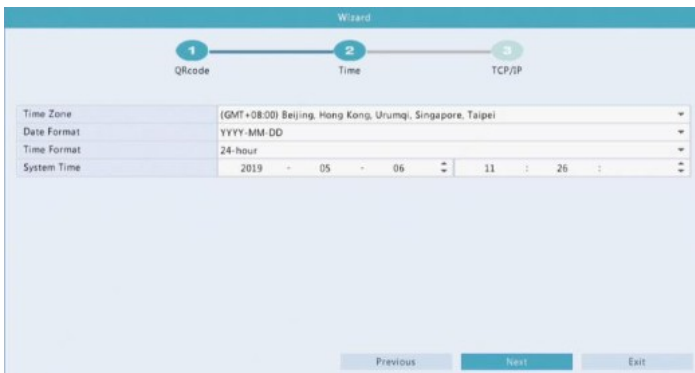 Wizard
1 2 3
QRcode Time TCP/IP
Time Zone (GMT+08:00) Beijing, Hong Kong, Urumqi, Singapore, Taipei
Date Format YYYY-MM-DD
Time Format 24-hour
System Time 2019 - 05 - 06 11 : 26 :
Previous Next Exit